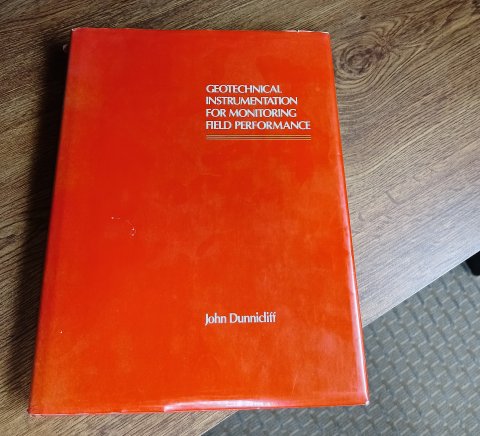 GEOTECHNICAL
INSTRUMENTATION
FOR MONITORING
FIELD PERFORMANCE
John Dunnicliff